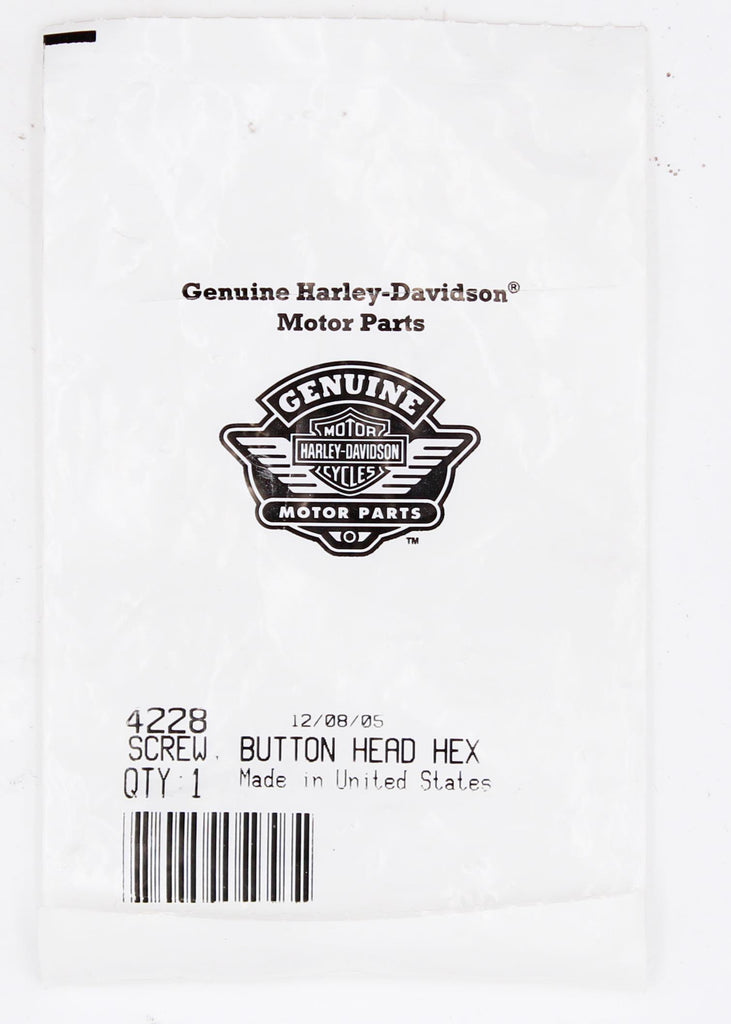 Genuine Harley-Davidson®
Motor Parts
GENUINE
MOTOR
HARLEY-DAVIDSON
CYCLES
MOTOR PARTS
TM
4228 12/08/05
SCREW, BUTTON HEAD HEX
QTY:1 Made in United States